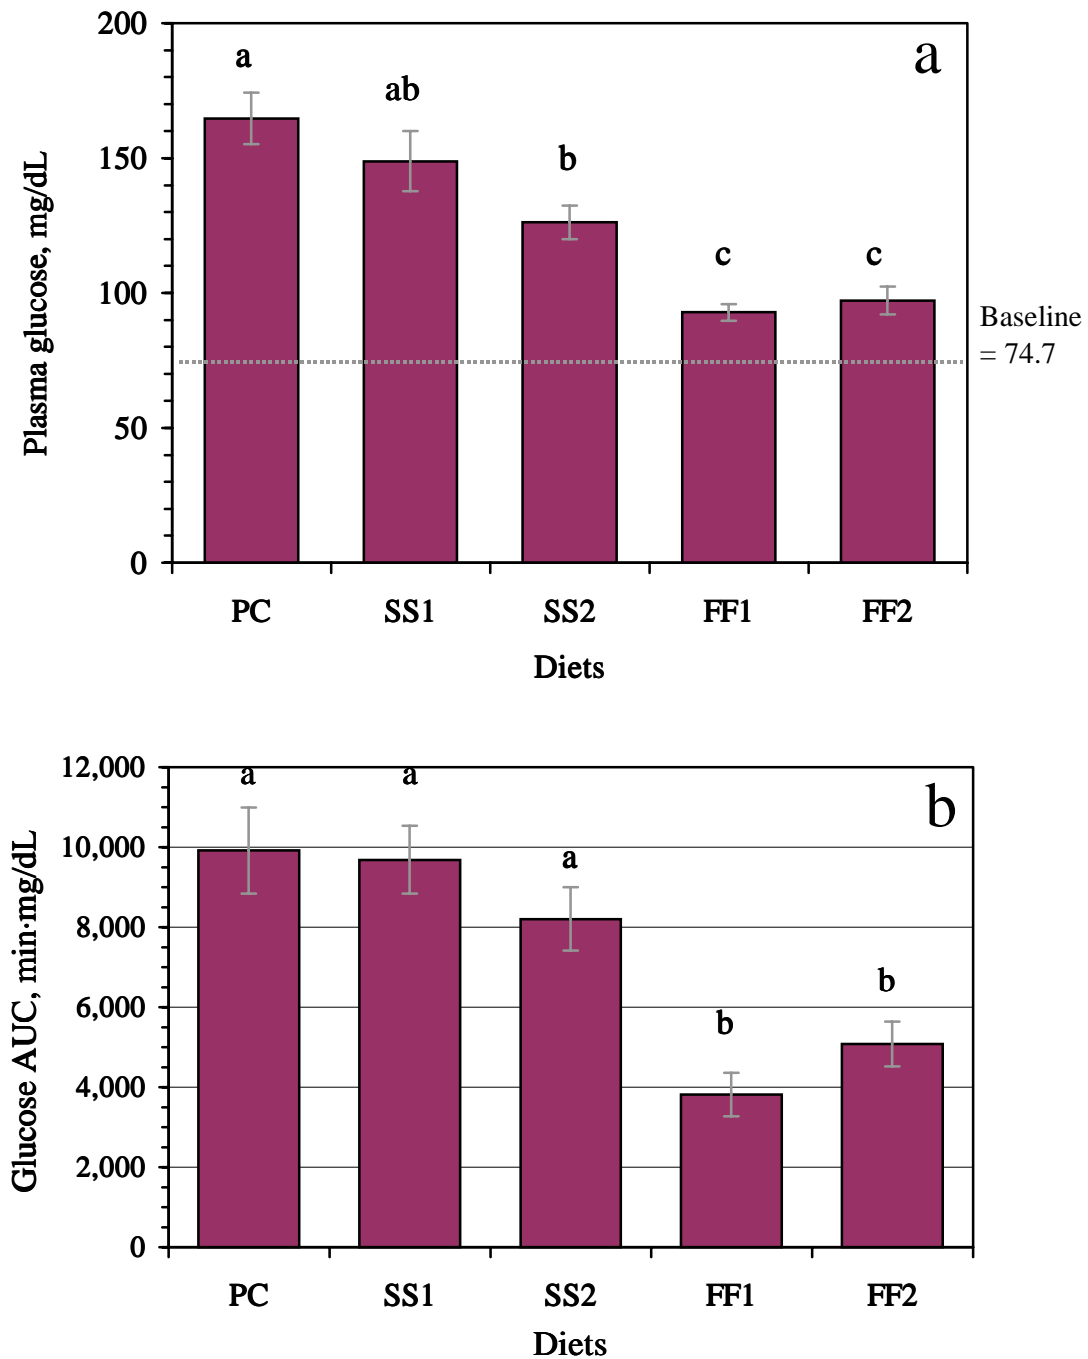 200
150
100
50
0
Plasma glucose, mg/dL
a
a
ab
b
c
c
Baseline
= 74.7
PC SS1 SS2 FF1 FF2
Diets
12,000
10,000
8,000
6,000
4,000
2,000
0
Glucose AUC, min·mg/dL
b
a
a
a
b
b
PC SS1 SS2 FF1 FF2
Diets